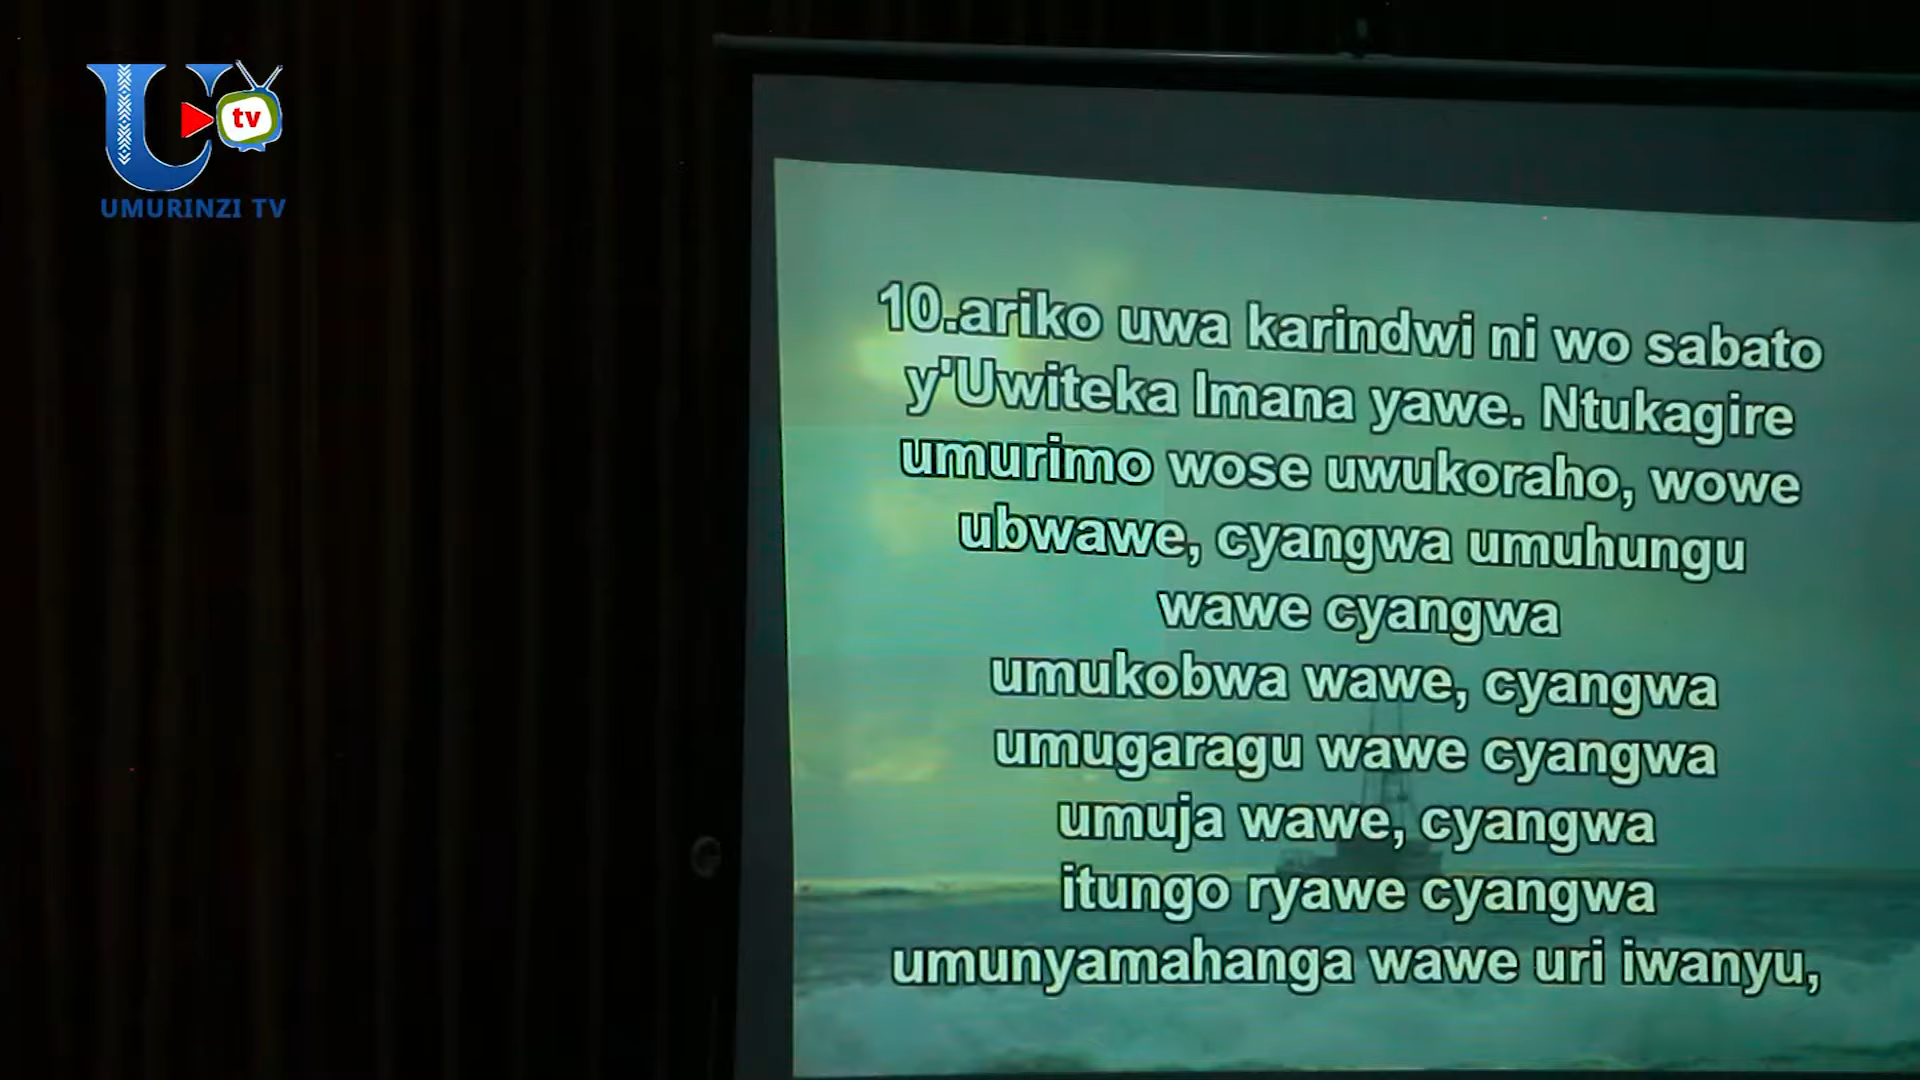 tv
UMURINZI TV
10.ariko uwa karindwi ni wo sabato
y'Uwiteka Imana yawe. Ntukagire
umurimo wose uwukoraho, wowe
ubwawe, cyangwa umuhungu
wawe cyangwa
umukobwa wawe, cyangwa
umugaragu wawe cyangwa
umuja wawe, cyangwa
itungo ryawe cyangwa
umunyamahanga wawe uri iwanyu,